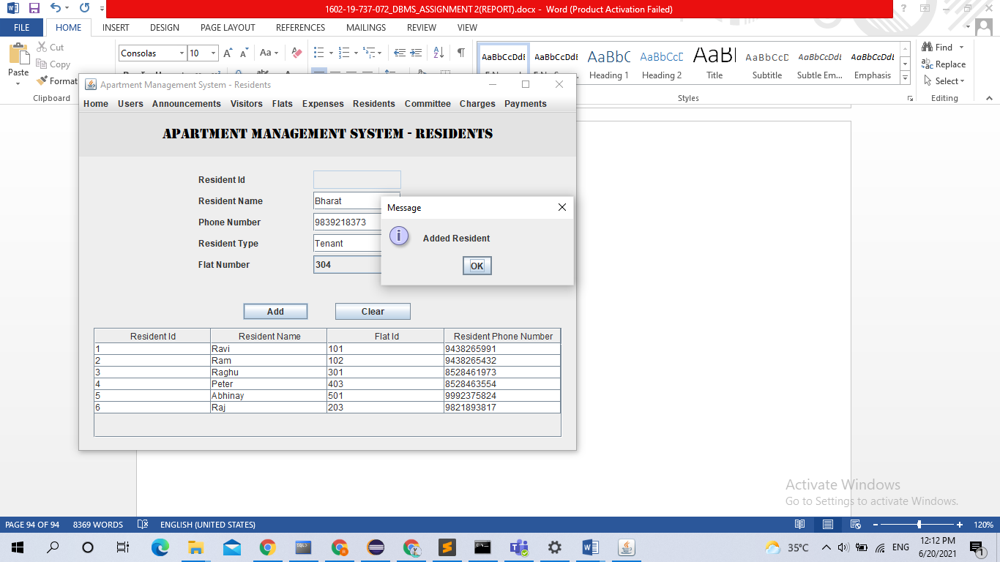 1602-19-737-072_DBMS_ASSIGNMENT 2(REPORT).docx - Word (Product Activation Failed)
FILE HOME INSERT DESIGN PAGE LAYOUT REFERENCES MAILINGS REVIEW VIEW
Paste
Cut
Copy
Format
Clipboard
Consolas 10
AaBbCcDdE AaBbCcDdE AaBbC AaBbCcC AaBl AaBbCcD AaBbCcDdE AaBbCcDdE
Heading 1 Heading 2 Title Subtitle Subtle Em... Emphasis
Styles
Find
Replace
Select
Editing
Apartment Management System - Residents
Home Users Announcements Visitors Flats Expenses Residents Committee Charges Payments
APARTMENT MANAGEMENT SYSTEM - RESIDENTS
Resident Id
Resident Name Bharat
Phone Number 9839218373
Resident Type Tenant
Flat Number 304
Message
Added Resident
OK
Add Clear
Resident Id Resident Name Flat Id Resident Phone Number
1 Ravi 101 9438265991
2 Ram 102 9438265432
3 Raghu 301 8528461973
4 Peter 403 8528463554
5 Abhinay 501 9992375824
6 Raj 203 9821893817
Activate Windows
Go to Settings to activate Windows.
PAGE 94 OF 94 8369 WORDS ENGLISH (UNITED STATES) 120%
35°C ENG 12:12 PM
6/20/2021 1